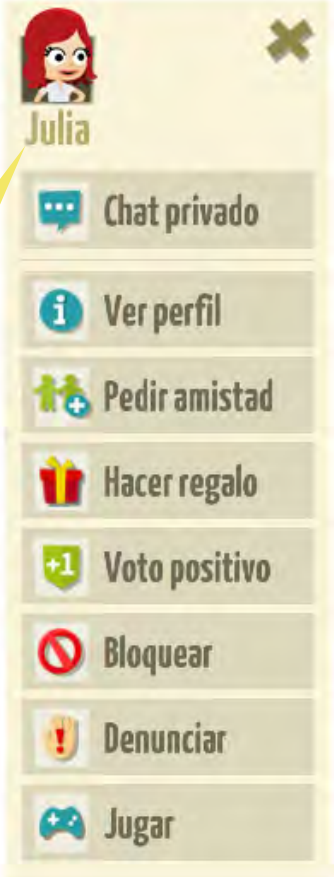 Julia
Chat privado
Ver perfil
Pedir amistad
Hacer regalo
+1 Voto positivo
Bloquear
Denunciar
Jugar